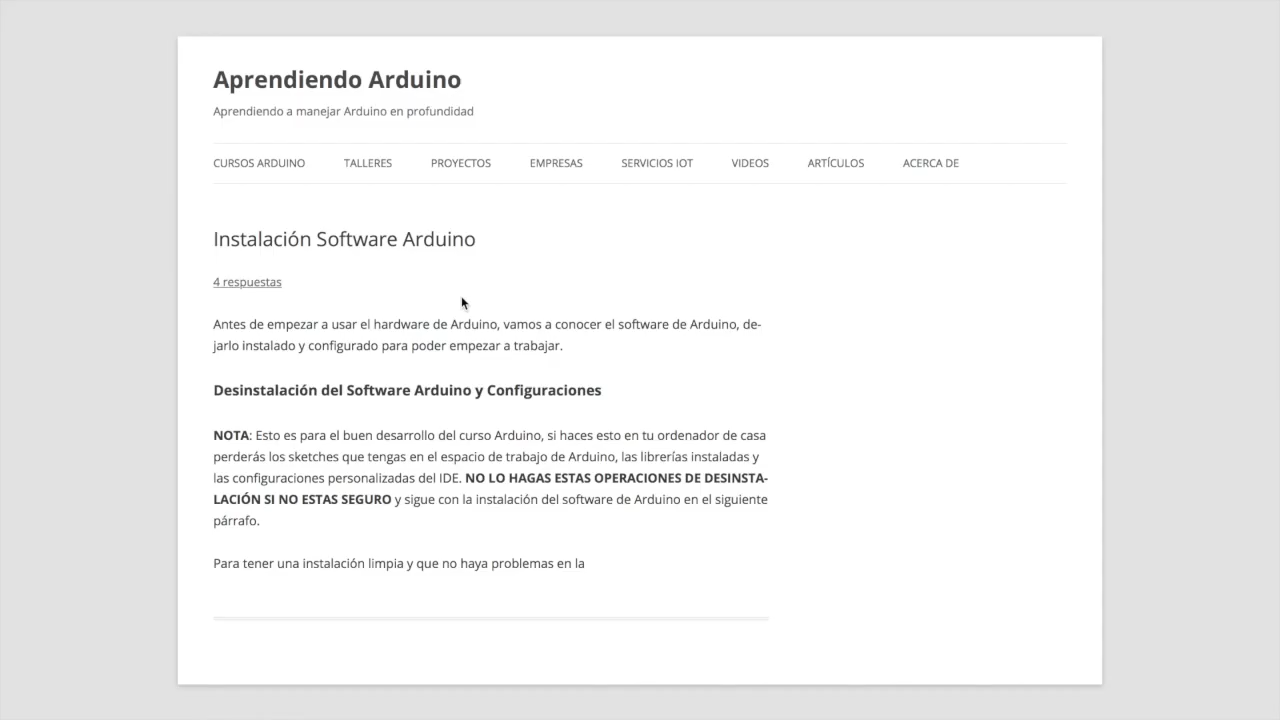 Aprendiendo Arduino
Aprendiendo a manejar Arduino en profundidad
CURSOS ARDUINO TALLERES PROYECTOS EMPRESAS SERVICIOS IOT VIDEOS ARTÍCULOS ACERCA DE
Instalación Software Arduino
4 respuestas
Antes de empezar a usar el hardware de Arduino, vamos a conocer el software de Arduino, de-
jarlo instalado y configurado para poder empezar a trabajar.
Desinstalación del Software Arduino y Configuraciones
NOTA: Esto es para el buen desarrollo del curso Arduino, si haces esto en tu ordenador de casa
perderás los sketches que tengas en el espacio de trabajo de Arduino, las librerías instaladas y
las configuraciones personalizadas del IDE. NO LO HAGAS ESTAS OPERACIONES DE DESINSTA-
LACIÓN SI NO ESTAS SEGURO y sigue con la instalación del software de Arduino en el siguiente
párrafo.
Para tener una instalación limpia y que no haya problemas en la